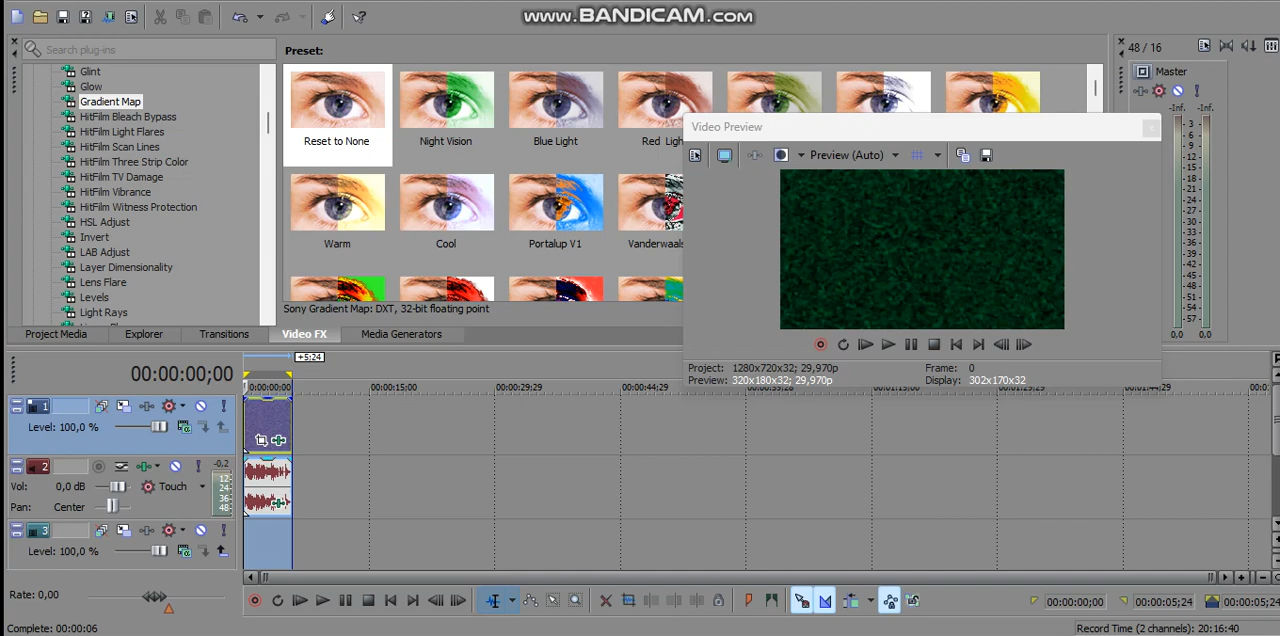 www.BANDICAM.com
Search plug-ins
Preset:
48 / 16
Master
Glint
Glow
Gradient Map
HitFilm Bleach Bypass
HitFilm Light Flares
HitFilm Scan Lines
HitFilm Three Strip Color
HitFilm TV Damage
HitFilm Vibrance
HitFilm Witness Protection
HSL Adjust
Invert
LAB Adjust
Layer Dimensionality
Lens Flare
Levels
Light Rays
Reset to None
Night Vision
Blue Light
Red Ligh
Warm
Cool
Portalup V1
Vanderwaals
Sony Gradient Map: DXT, 32-bit floating point
Video Preview
Preview (Auto)
Project: 1280x720x32; 29,970p
Frame: 0
Preview: 320x180x32; 29,970p
Display: 302x170x32
-Inf. -Inf.
- 3 -
- 6 -
- 9 -
-12-
-15-
-18-
-21-
-24-
-27-
-30-
-33-
-36-
-39-
-42-
-45-
-48-
-51-
-54-
-57-
0,0 0,0
Project Media
Explorer
Transitions
Video FX
Media Generators
+5:24
00:00:00;00
0:00:00:00
00:00:15;00
00:00:29;29
00:00:44;29
1
Level: 100,0 %
2
-0,2
Vol: 0,0 dB
Touch
Pan: Center
12
24
36
48
3
Level: 100,0 %
Rate: 0,00
00:00:00;00
00:00:05;24
00:00:05;24
Complete: 00:00:06
Record Time (2 channels): 20:16:40